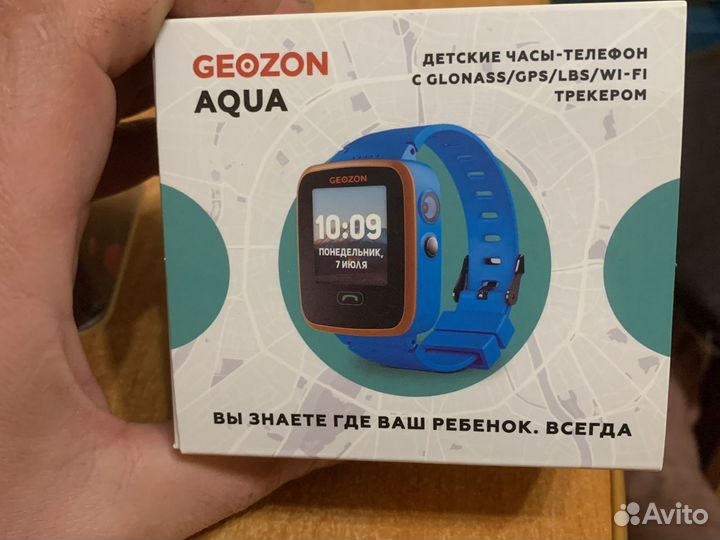 GEOZON
AQUA
ДЕТСКИЕ ЧАСЫ-ТЕЛЕФОН
С GLONASS/GPS/LBS/WI-FI
ТРЕКЕРОМ
GEOZON
10:09
ПОНЕДЕЛЬНИК,
7 ИЮЛЯ
ВЫ ЗНАЕТЕ ГДЕ ВАШ РЕБЕНОК. ВСЕГДА
Avito